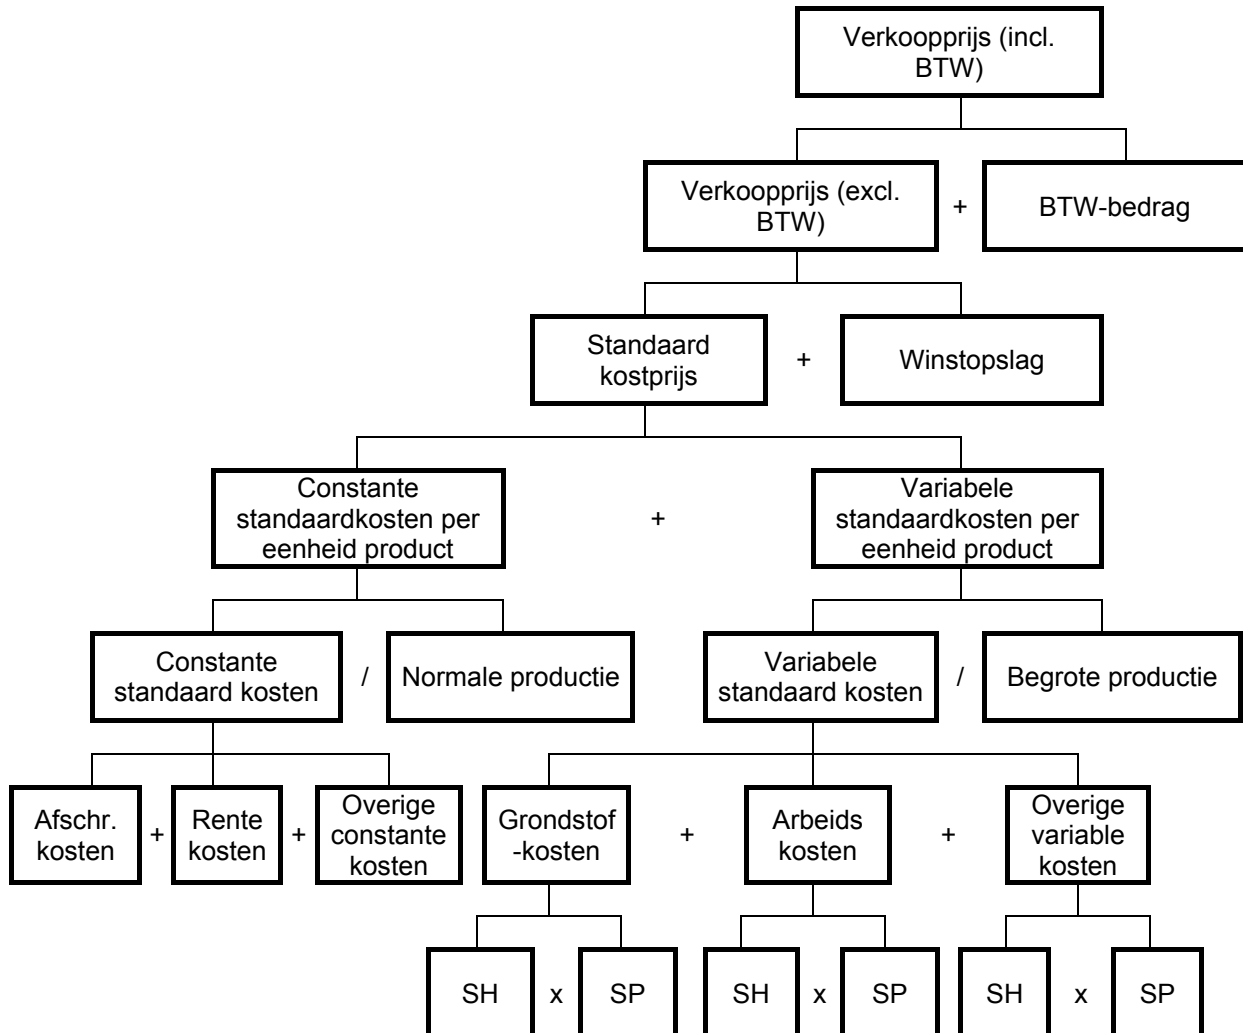 Verkoopprijs (incl.
BTW)
Verkoopprijs (excl.
BTW)
+
BTW-bedrag
Standaard
kostprijs
+
Winstopslag
Constante
standaardkosten per
eenheid product
+
Variabele
standaardkosten per
eenheid product
Constante
standaard kosten
/
Normale productie
Variabele
standaard kosten
/
Begrote productie
Afschr.
kosten
+
Rente
kosten
+
Overige
constante
kosten
Grondstof
-kosten
+
Arbeids
kosten
+
Overige
variable
kosten
SH
x
SP
SH
x
SP
SH
x
SP